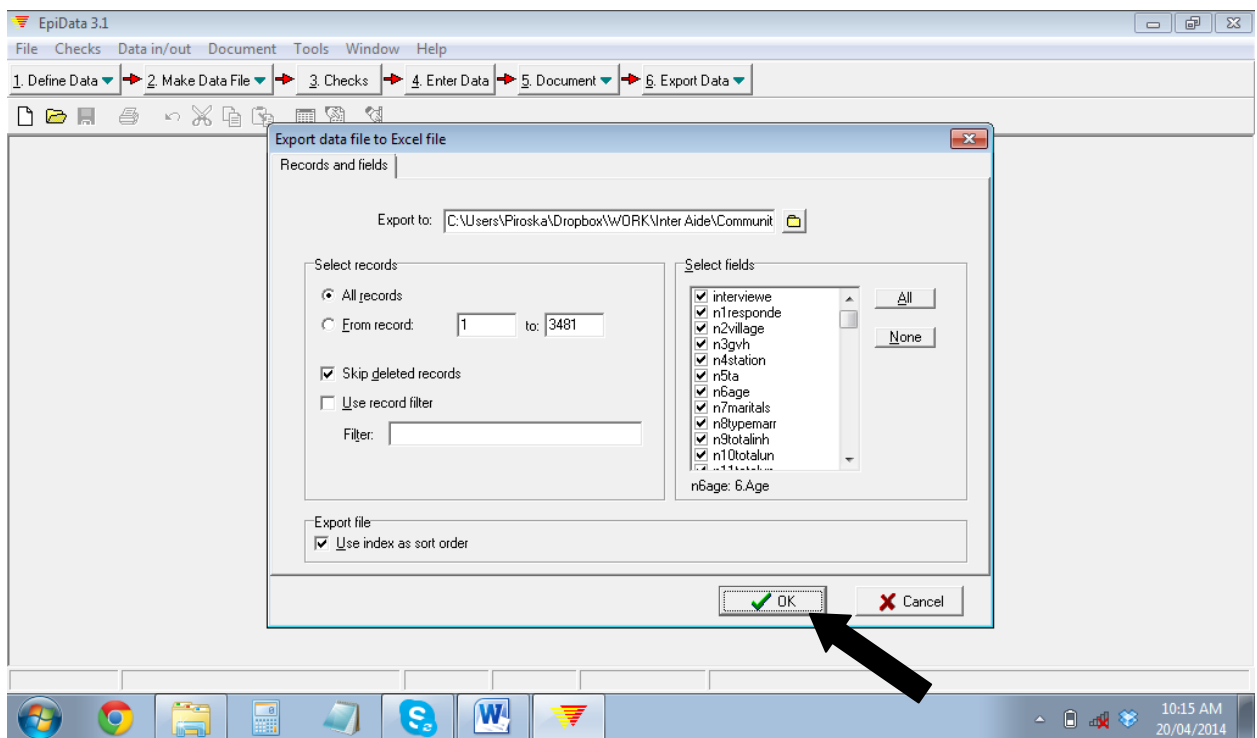 EpiData 3.1
File Checks Data in/out Document Tools Window Help
1. Define Data 2. Make Data File 3. Checks 4. Enter Data 5. Document 6. Export Data
Export data file to Excel file
Records and fields
Export to: C:\Users\Piroska\Dropbox\WORK\Inter Aide\Communit
Select records
All records
From record: 1 to: 3481
Skip deleted records
Use record filter
Filter:
Select fields
interviewe
n1responde
n2village
n3gvh
n4station
n5ta
n6age
n7maritals
n8typemarr
n9totalinh
n10totalun
All
None
n6age: 6.Age
Export file
Use index as sort order
OK Cancel
10:15 AM
20/04/2014